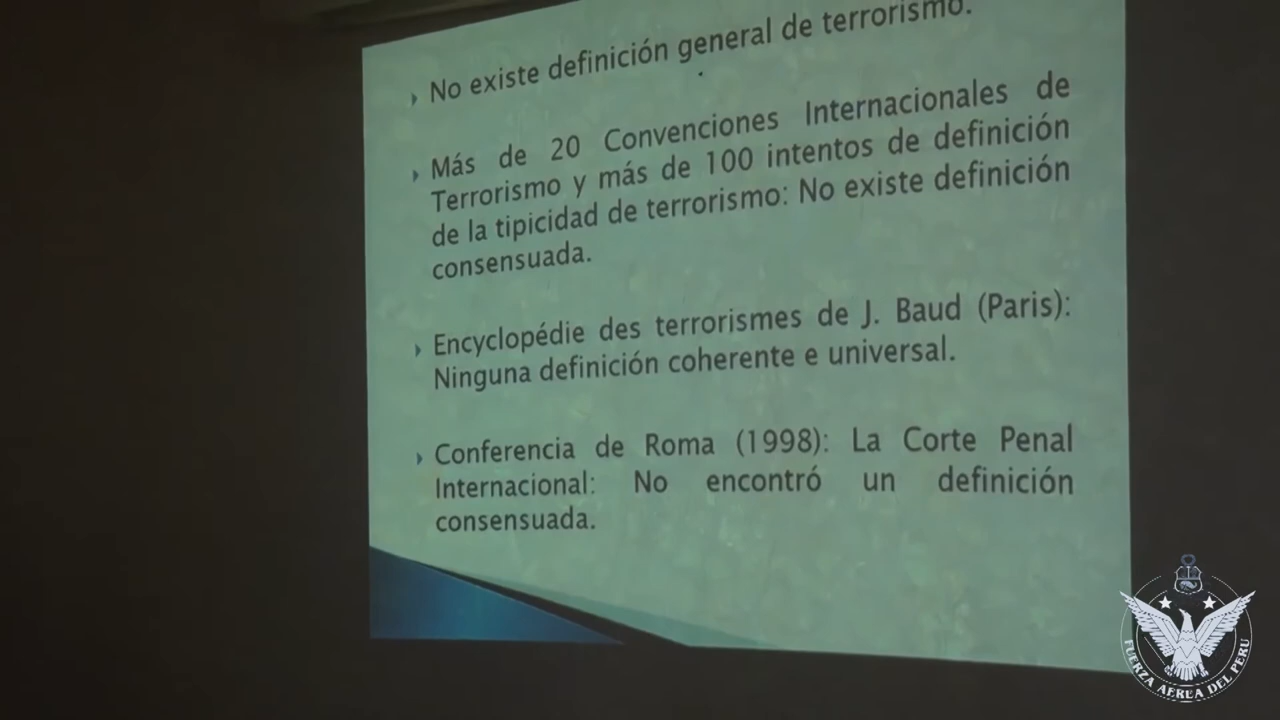 No existe definición general de terrorismo.
Más de 20 Convenciones Internacionales de
Terrorismo y más de 100 intentos de definición
de la tipicidad de terrorismo: No existe definición
consensuada.
Encyclopédie des terrorismes de J. Baud (Paris):
Ninguna definición coherente e universal.
Conferencia de Roma (1998): La Corte Penal
Internacional: No encontró un definición
consensuada.
FUERZA AEREA DEL PERU